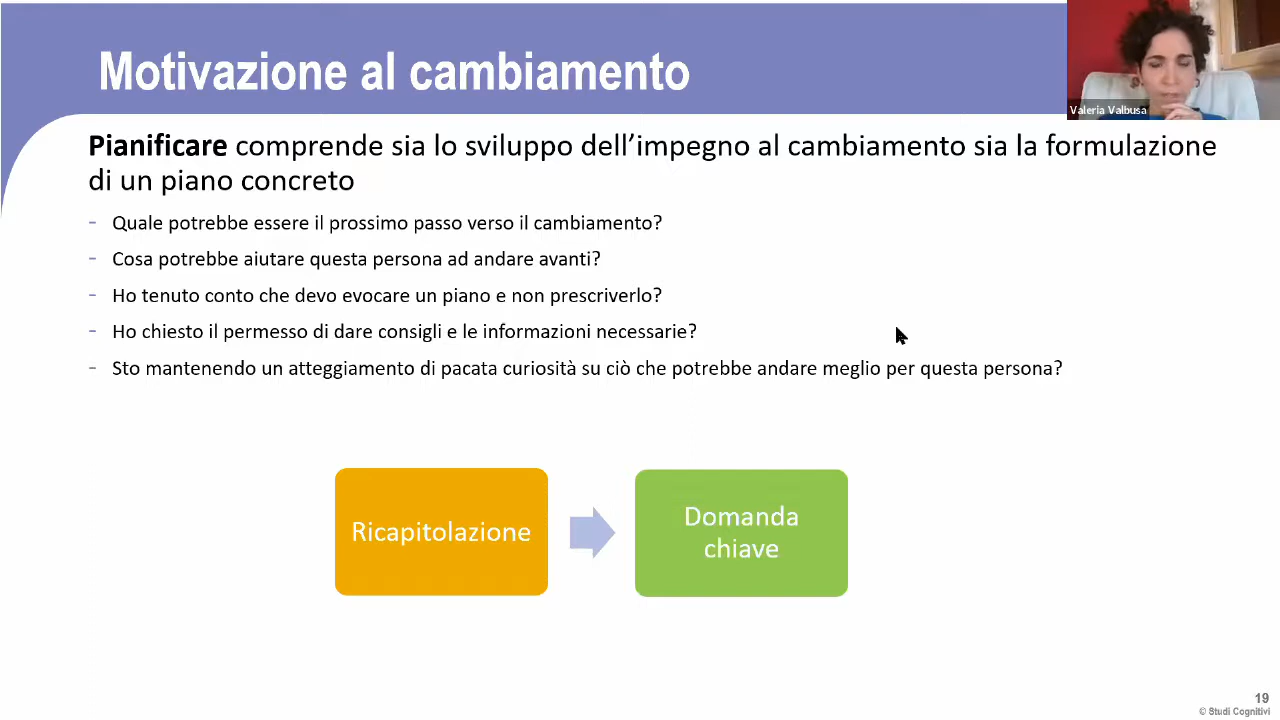 Motivazione al cambiamento
Valeria Valbusa
Pianificare comprende sia lo sviluppo dell’impegno al cambiamento sia la formulazione
di un piano concreto
- Quale potrebbe essere il prossimo passo verso il cambiamento?
- Cosa potrebbe aiutare questa persona ad andare avanti?
- Ho tenuto conto che devo evocare un piano e non prescriverlo?
- Ho chiesto il permesso di dare consigli e le informazioni necessarie?
- Sto mantenendo un atteggiamento di pacata curiosità su ciò che potrebbe andare meglio per questa persona?
Ricapitolazione
Domanda
chiave
19
© Studi Cognitivi